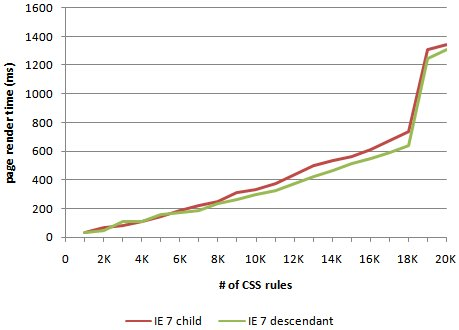 page render time (ms)
1600
1400
1200
1000
800
600
400
200
0
0 2K 4K 6K 8K 10K 12K 14K 16K 18K 20K
# of CSS rules
IE 7 child IE 7 descendant